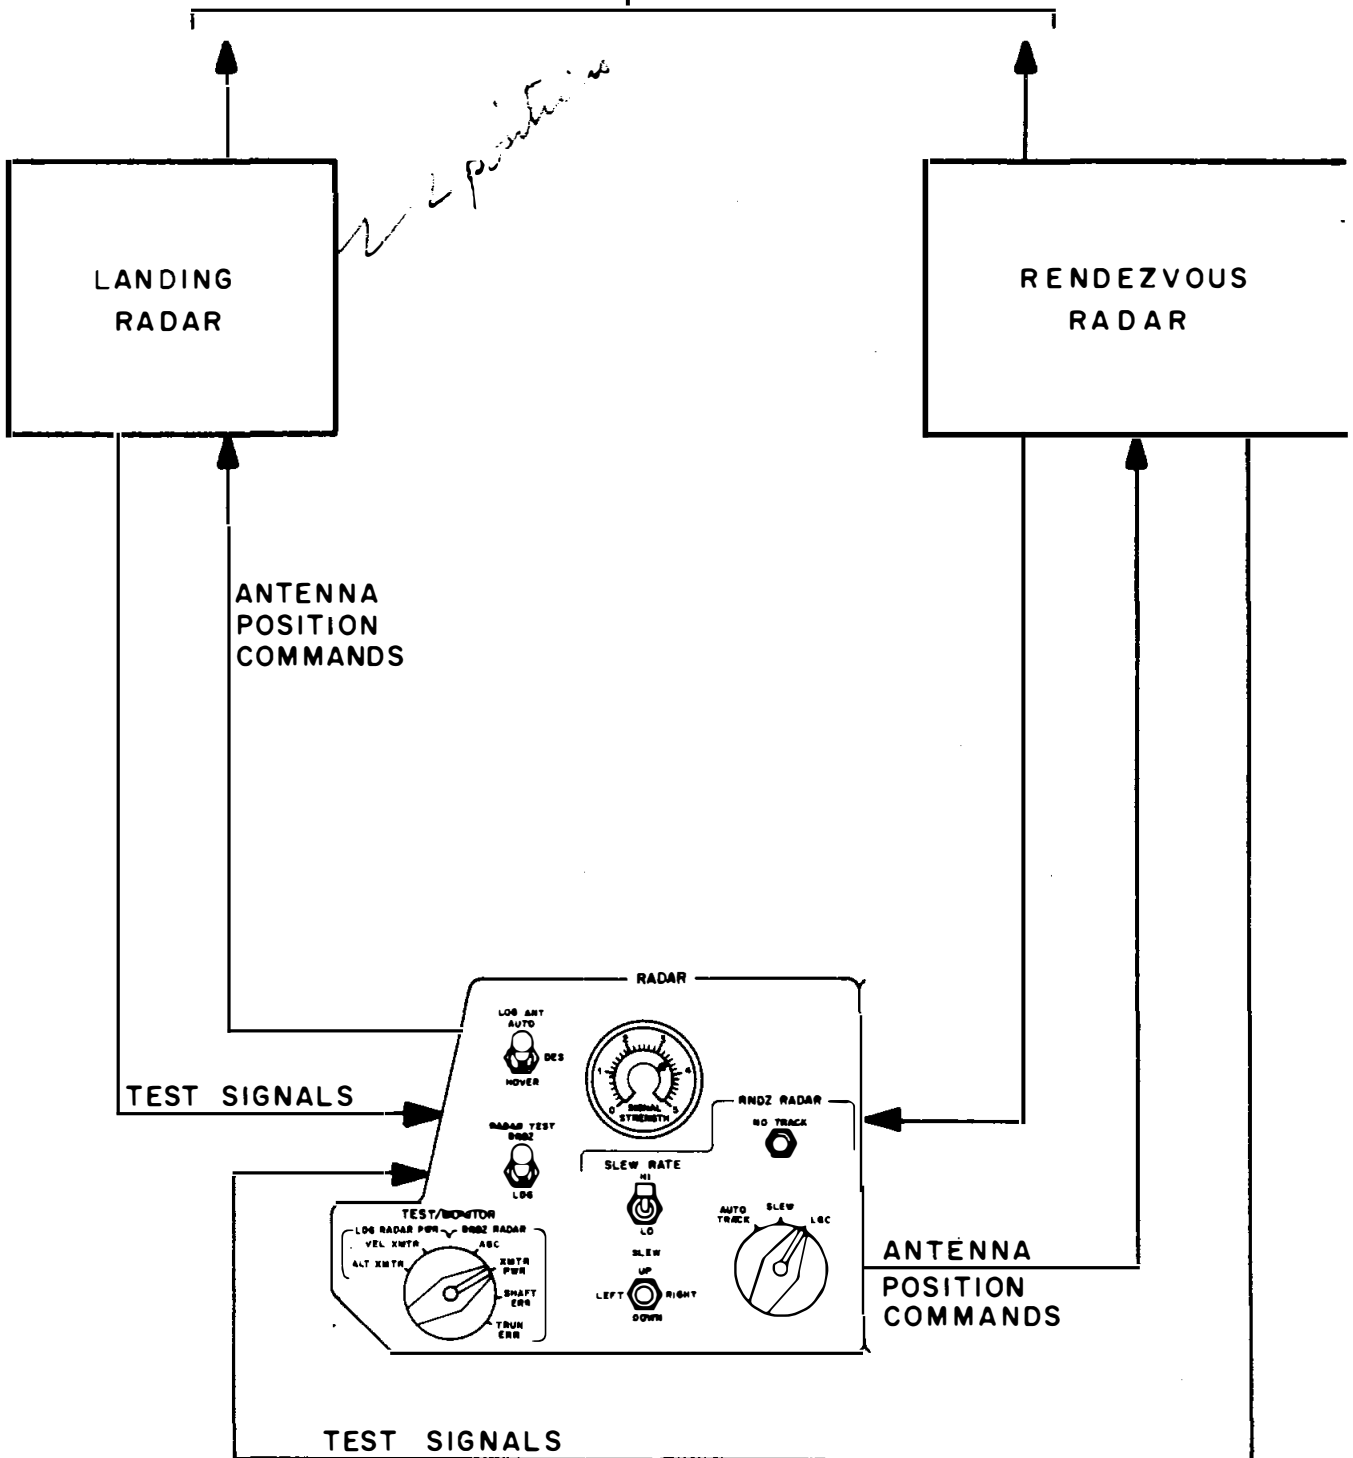 2 positions
LANDING
RADAR
RENDEZVOUS
RADAR
ANTENNA
POSITION
COMMANDS
RADAR
LDG ANT
AUTO
DES
HOVER
0 1 2 3 4 5
SIGNAL
STRENGTH
TEST SIGNALS
RNDZ RADAR
NO TRACK
RADAR TEST
RNDZ
LDG
SLEW RATE
HI
LO
TEST/MONITOR
LDG RADAR PWR
RNDZ RADAR
ALT XMTR
VEL XMTR
AGC
XMTR
PWR
SHAFT
ERR
TRUN
ERR
SLEW
UP
LEFT
RIGHT
DOWN
AUTO
TRACK
SLEW
LGC
ANTENNA
POSITION
COMMANDS
TEST SIGNALS